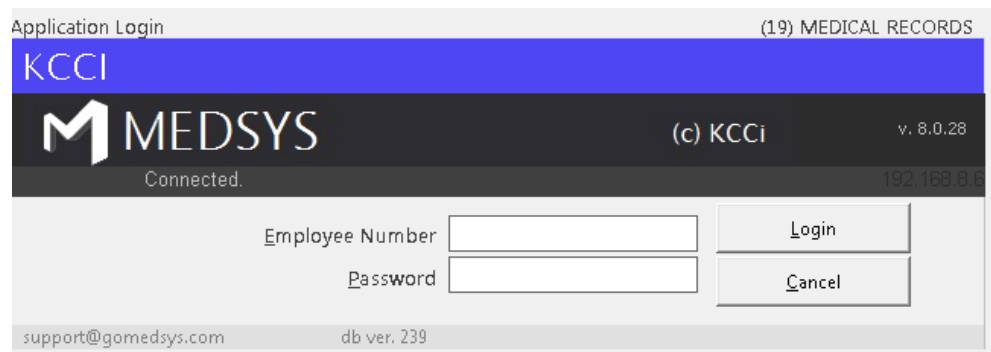 Application Login (19) MEDICAL RECORDS
KCCI
MEDSYS (c) KCCi v. 8.0.28
Connected. 192.168.8.6
Employee Number Login
Password Cancel
support@gomedsys.com db ver. 239